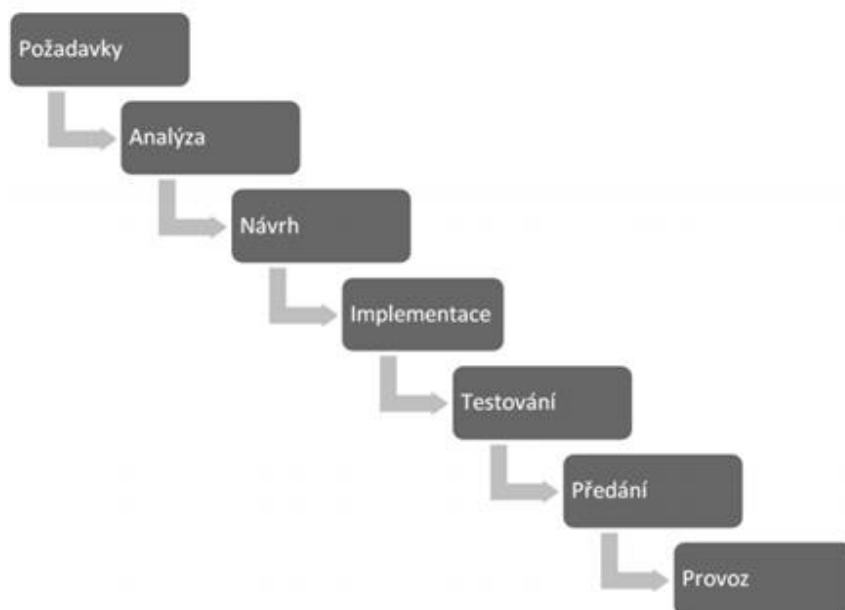 Požadavky
Analýza
Návrh
Implementace
Testování
Předání
Provoz